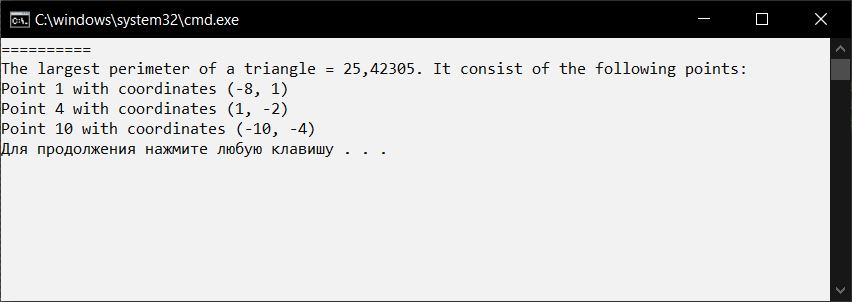 C:\windows\system32\cmd.exe
==========
The largest perimeter of a triangle = 25,42305. It consist of the following points:
Point 1 with coordinates (-8, 1)
Point 4 with coordinates (1, -2)
Point 10 with coordinates (-10, -4)
Для продолжения нажмите любую клавишу . . .